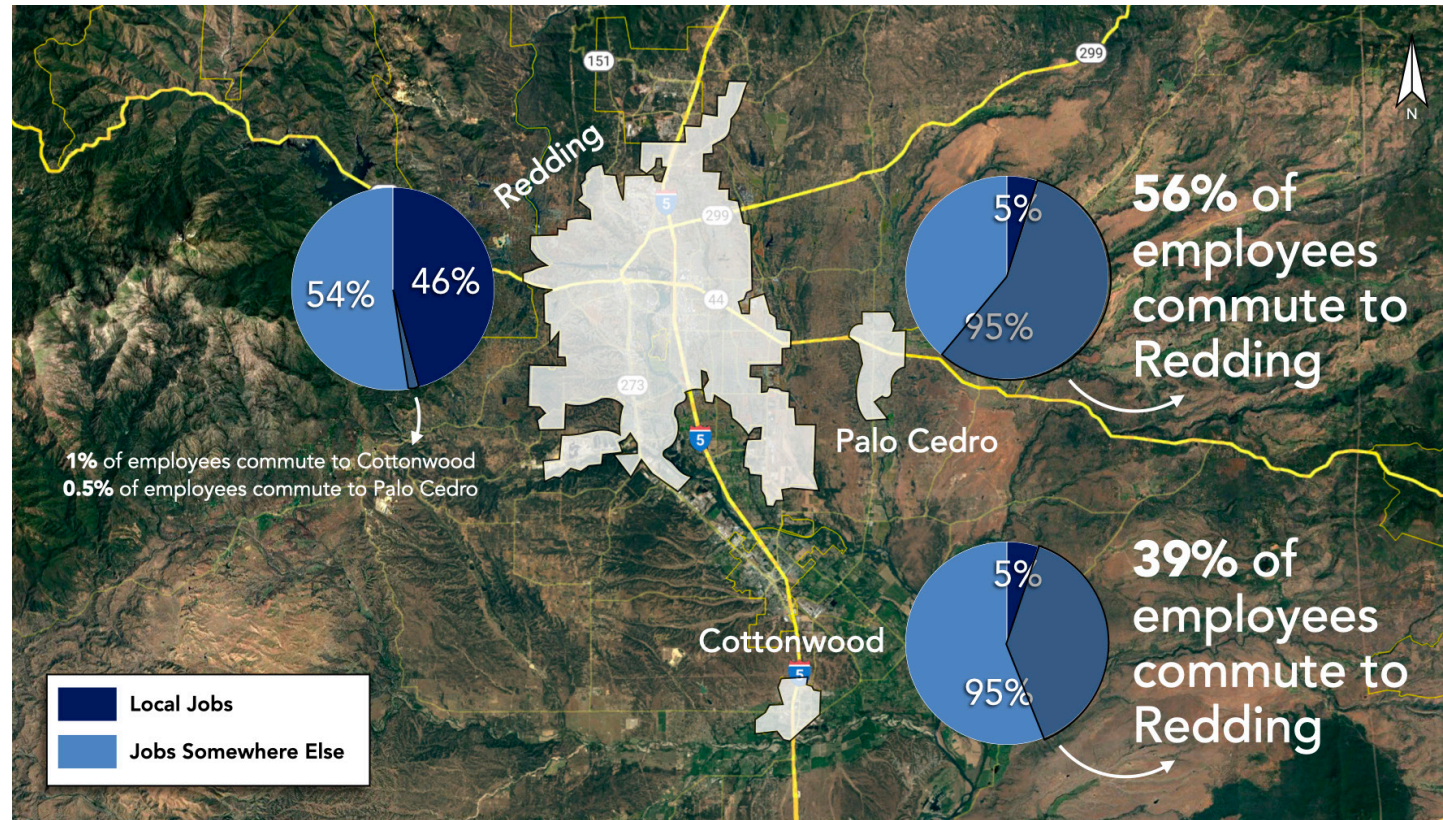 151
299
N
Redding
5
299
44
273
5
54%
46%
1% of employees commute to Cottonwood
0.5% of employees commute to Palo Cedro
5%
95%
56% of
employees
commute to
Redding
Palo Cedro
Cottonwood
5
5%
95%
39% of
employees
commute to
Redding
Local Jobs
Jobs Somewhere Else